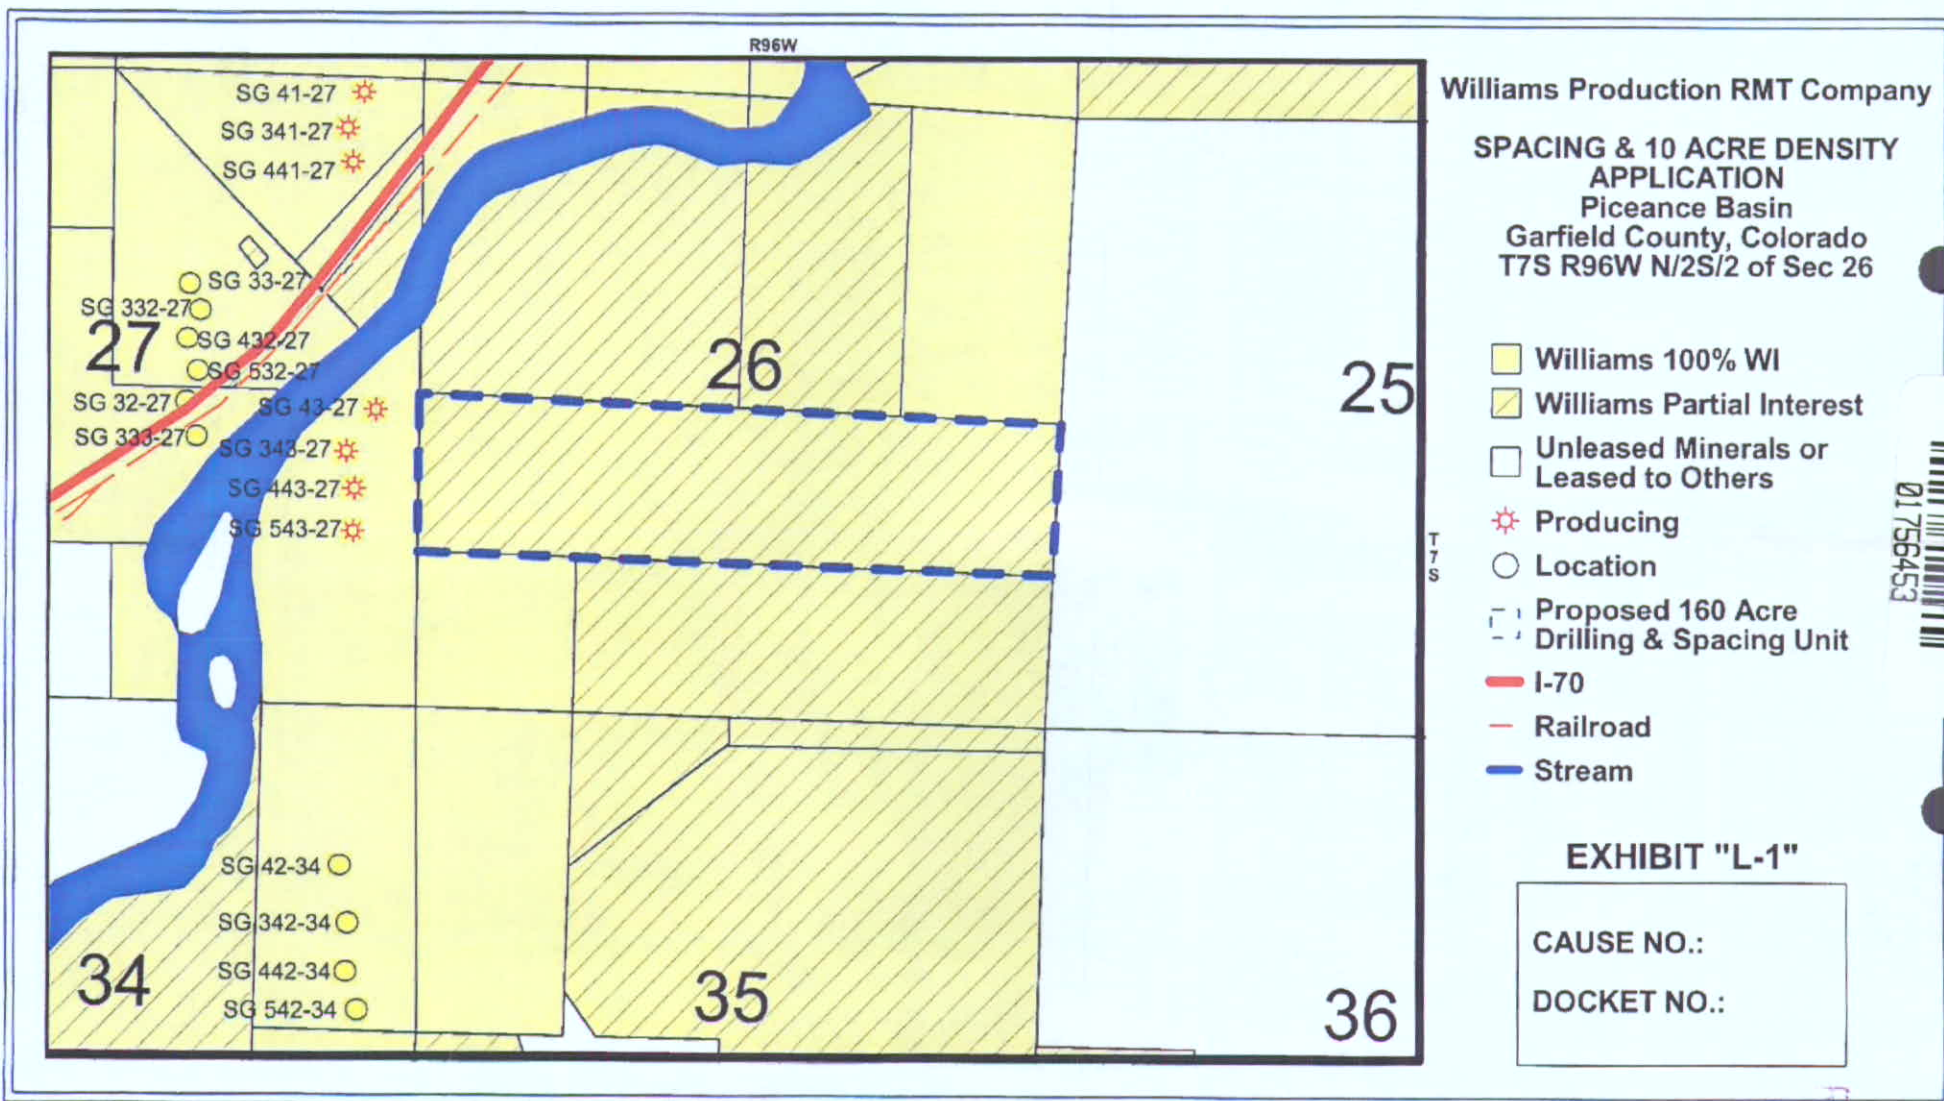 R96W
SG 41-27
SG 341-27
SG 441-27
SG 33-27
SG 332-27
27
SG 432-27
SG 532-27
SG 32-27
SG 43-27
SG 333-27
SG 343-27
SG 443-27
SG 543-27
26
25
T
7
S
SG 42-34
SG 342-34
SG 442-34
SG 542-34
34
35
36
Williams Production RMT Company
SPACING & 10 ACRE DENSITY
APPLICATION
Piceance Basin
Garfield County, Colorado
T7S R96W N/2S/2 of Sec 26
Williams 100% WI
Williams Partial Interest
Unleased Minerals or
Leased to Others
Producing
Location
Proposed 160 Acre
Drilling & Spacing Unit
I-70
Railroad
Stream
EXHIBIT "L-1"
CAUSE NO.:
DOCKET NO.:
01756453